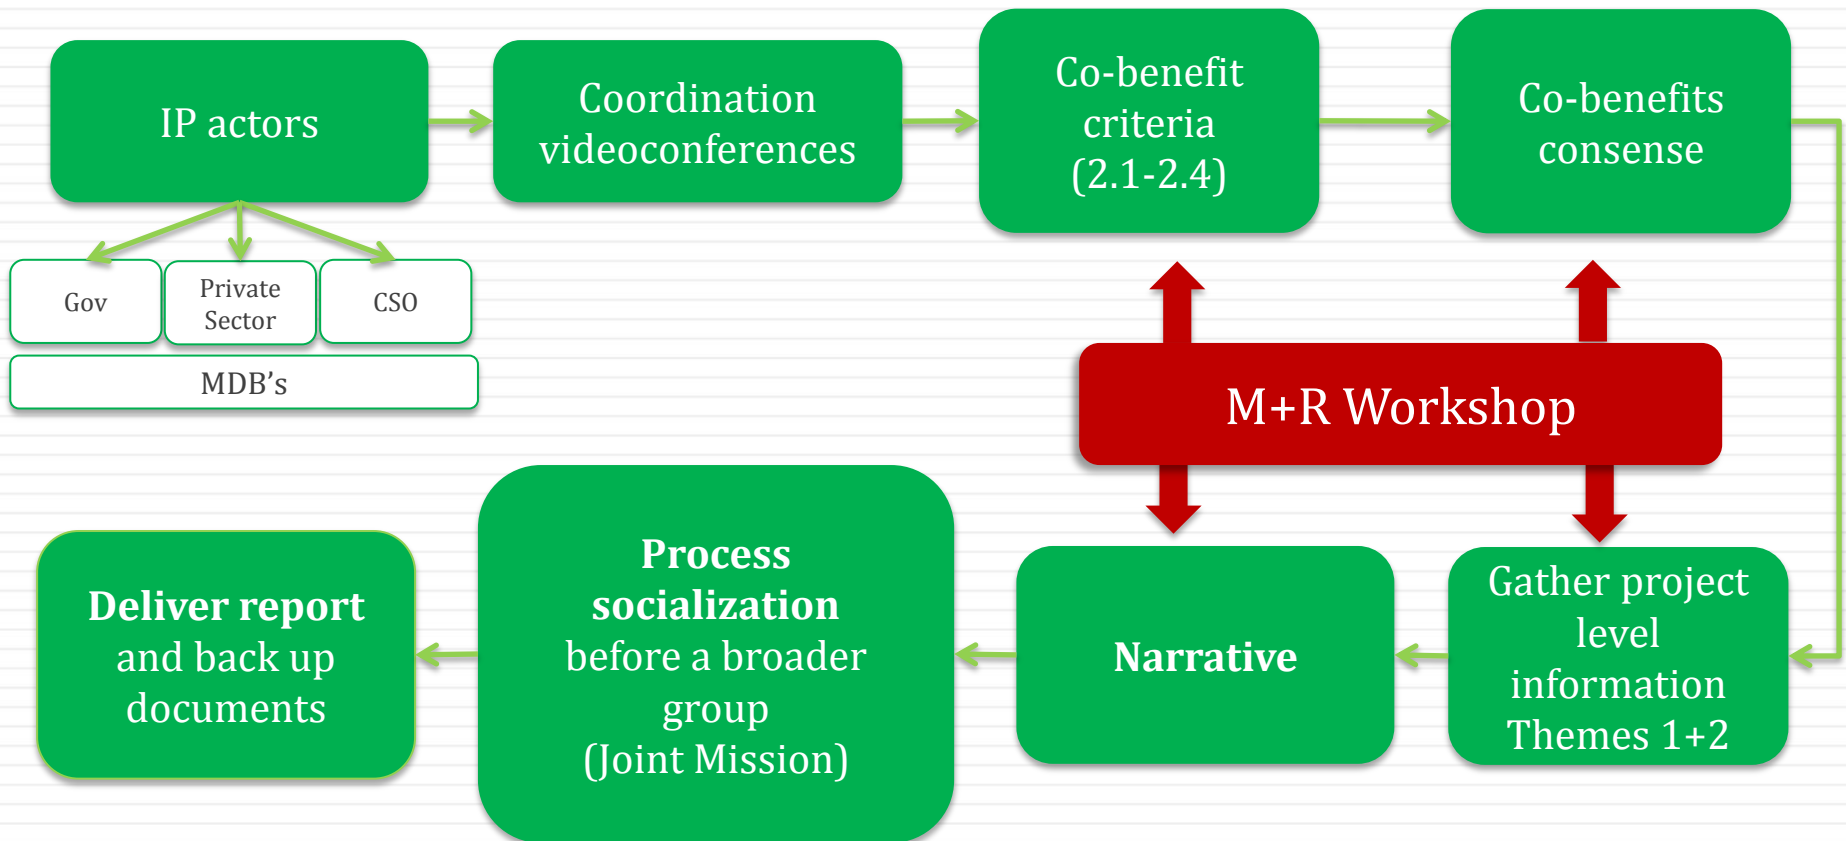 IP actors
Coordination
videoconferences
Co-benefit
criteria
(2.1-2.4)
Co-benefits
consense
Gov
Private
Sector
CSO
MDB’s
M+R Workshop
Deliver report
and back up
documents
Process
socialization
before a broader
group
(Joint Mission)
Narrative
Gather project
level
information
Themes 1+2